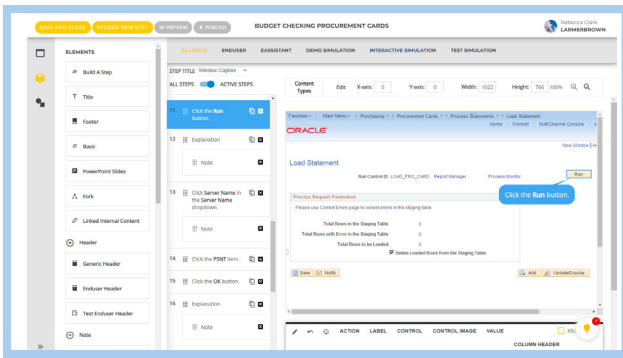 SAVE AND CLOSE
RECORD NEW STEP
PREVIEW
PUBLISH
BUDGET CHECKING PROCUREMENT CARDS
Rebecca Clark
LARMERBROWN
ELEMENTS
Build A Step
Title
Footer
Basic
PowerPoint Slides
Fork
Linked Internal Content
Header
Generic Header
Enduser Header
Test Enduser Header
Note
ALL DOCS
ENDUSER
EASSISTANT
DEMO SIMULATION
INTERACTIVE SIMULATION
TEST SIMULATION
STEP TITLE Window Caption
ALL STEPS
ACTIVE STEPS
11 Click the Run
button.
12 Explanation
Note
13 Click Server Name in
the Server Name
dropdown.
Note
14 Click the PSNT item.
15 Click the OK button.
16 Explanation
Note
Content
Types
Edit
X-axis: 0
Y-axis: 0
Width: 1022
Height: 766
100%
Favorites Main Menu > Purchasing > Procurement Cards > Process Statements > Load Statement
Home Worklist MultiChannel Console
ORACLE
New Window
Load Statement
Run Control ID LOAD_PRO_CARD Report Manager Process Monitor
Run
Click the Run button.
Process Request Parameters
Please use Correct Errors page to correct errors in the staging table.
Total Rows in the Staging Table 0
Total Rows with Error in the Staging Table 0
Total Rows to be Loaded 0
Delete Loaded Rows from the Staging Table
Save
Notify
Add
Update/Display
ACTION LABEL CONTROL CONTROL IMAGE VALUE
COLUMN HEADER